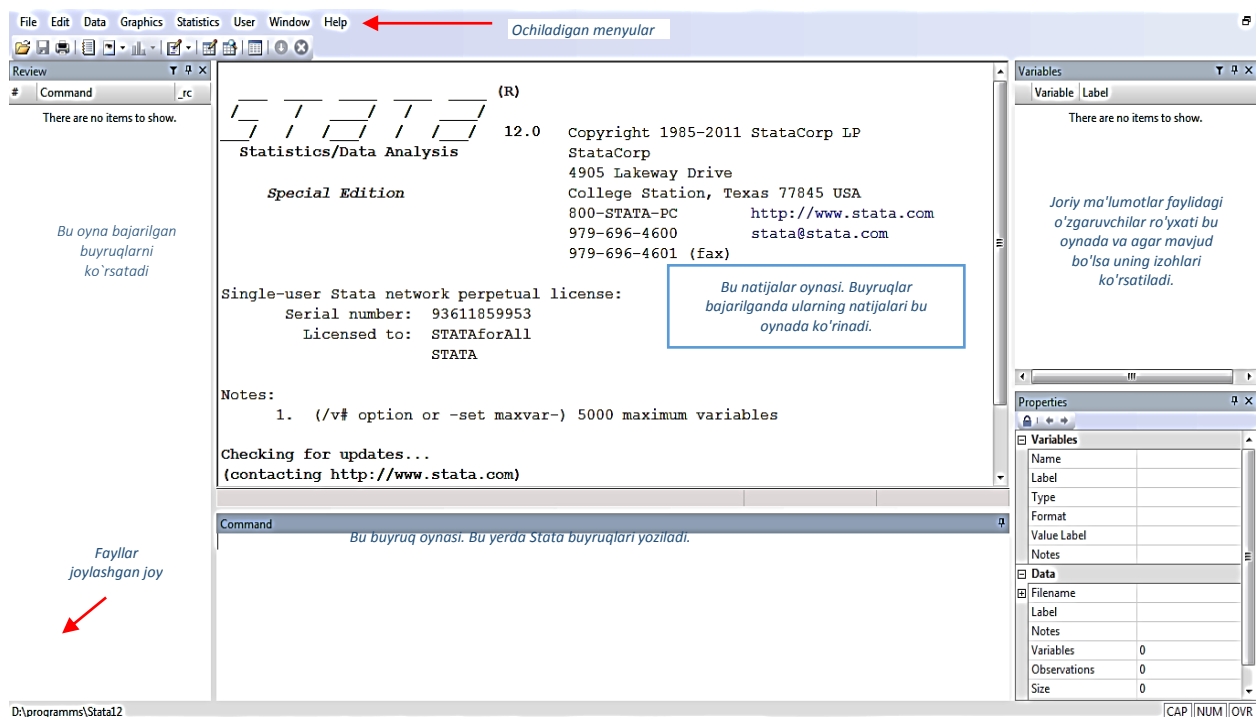 File Edit Data Graphics Statistics User Window Help
Ochiladigan menyular
Review
# Command _rc
There are no items to show.
Bu oyna bajarilgan
buyruqlarni
ko`rsatadi
Fayllar
joylashgan joy
(R)
STATA
12.0 Copyright 1985-2011 StataCorp LP
Statistics/Data Analysis StataCorp
4905 Lakeway Drive
Special Edition College Station, Texas 77845 USA
800-STATA-PC http://www.stata.com
979-696-4600 stata@stata.com
979-696-4601 (fax)
Bu natijalar oynasi. Buyruqlar
bajarilganda ularning natijalari bu
oynada ko'rinadi.
Single-user Stata network perpetual license:
Serial number: 93611859953
Licensed to: STATAforAll
STATA
Notes:
1. (/v# option or -set maxvar-) 5000 maximum variables
Checking for updates...
(contacting http://www.stata.com)
Command
Bu buyruq oynasi. Bu yerda Stata buyruqlari yoziladi.
Variables
Variable Label
There are no items to show.
Joriy ma'lumotlar faylidagi
o'zgaruvchilar ro'yxati bu
oynada va agar mavjud
bo'lsa uning izohlari
ko'rsatiladi.
Properties
Variables
Name
Label
Type
Format
Value Label
Notes
Data
Filename
Label
Notes
Variables 0
Observations 0
Size 0
D:\programms\Stata12
CAP NUM OVR